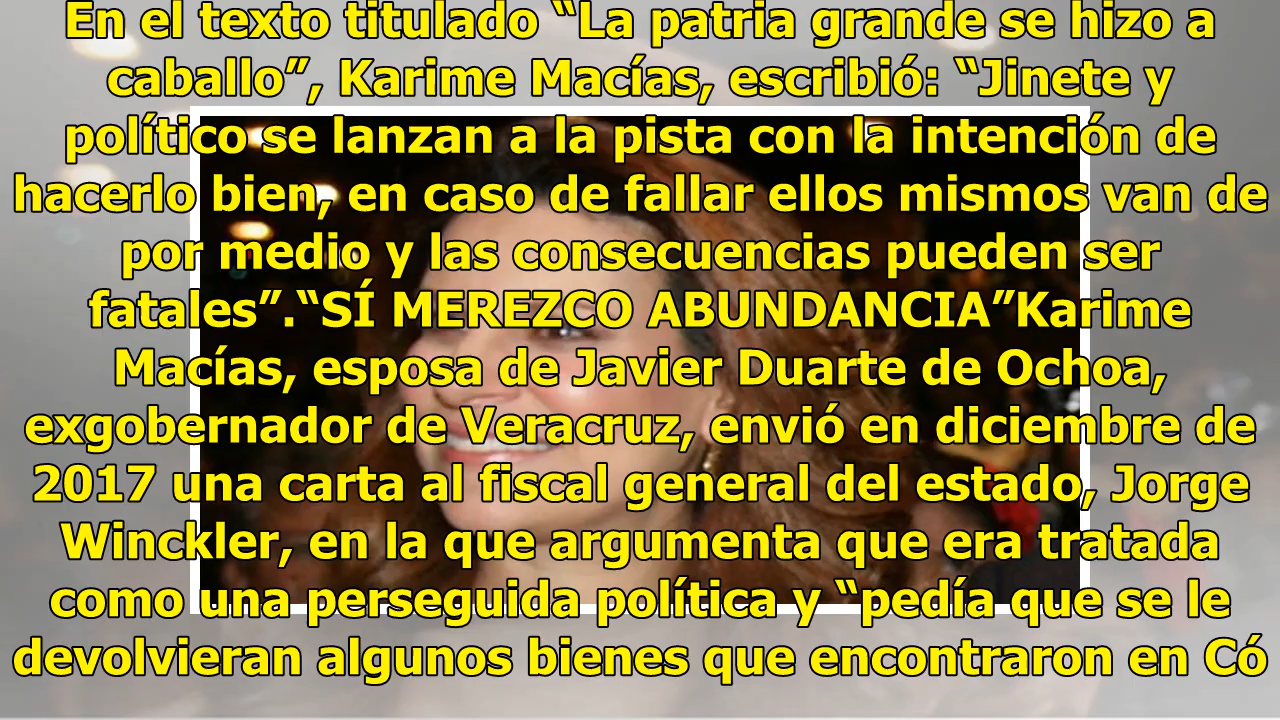 En el texto titulado “La patria grande se hizo a
caballo”, Karime Macías, escribió: “Jinete y
político se lanzan a la pista con la intención de
hacerlo bien, en caso de fallar ellos mismos van de
por medio y las consecuencias pueden ser
fatales”.“SÍ MEREZCO ABUNDANCIA”Karime
Macías, esposa de Javier Duarte de Ochoa,
exgobernador de Veracruz, envió en diciembre de
2017 una carta al fiscal general del estado, Jorge
Winckler, en la que argumenta que era tratada
como una perseguida política y “pedía que se le
devolvieran algunos bienes que encontraron en Có